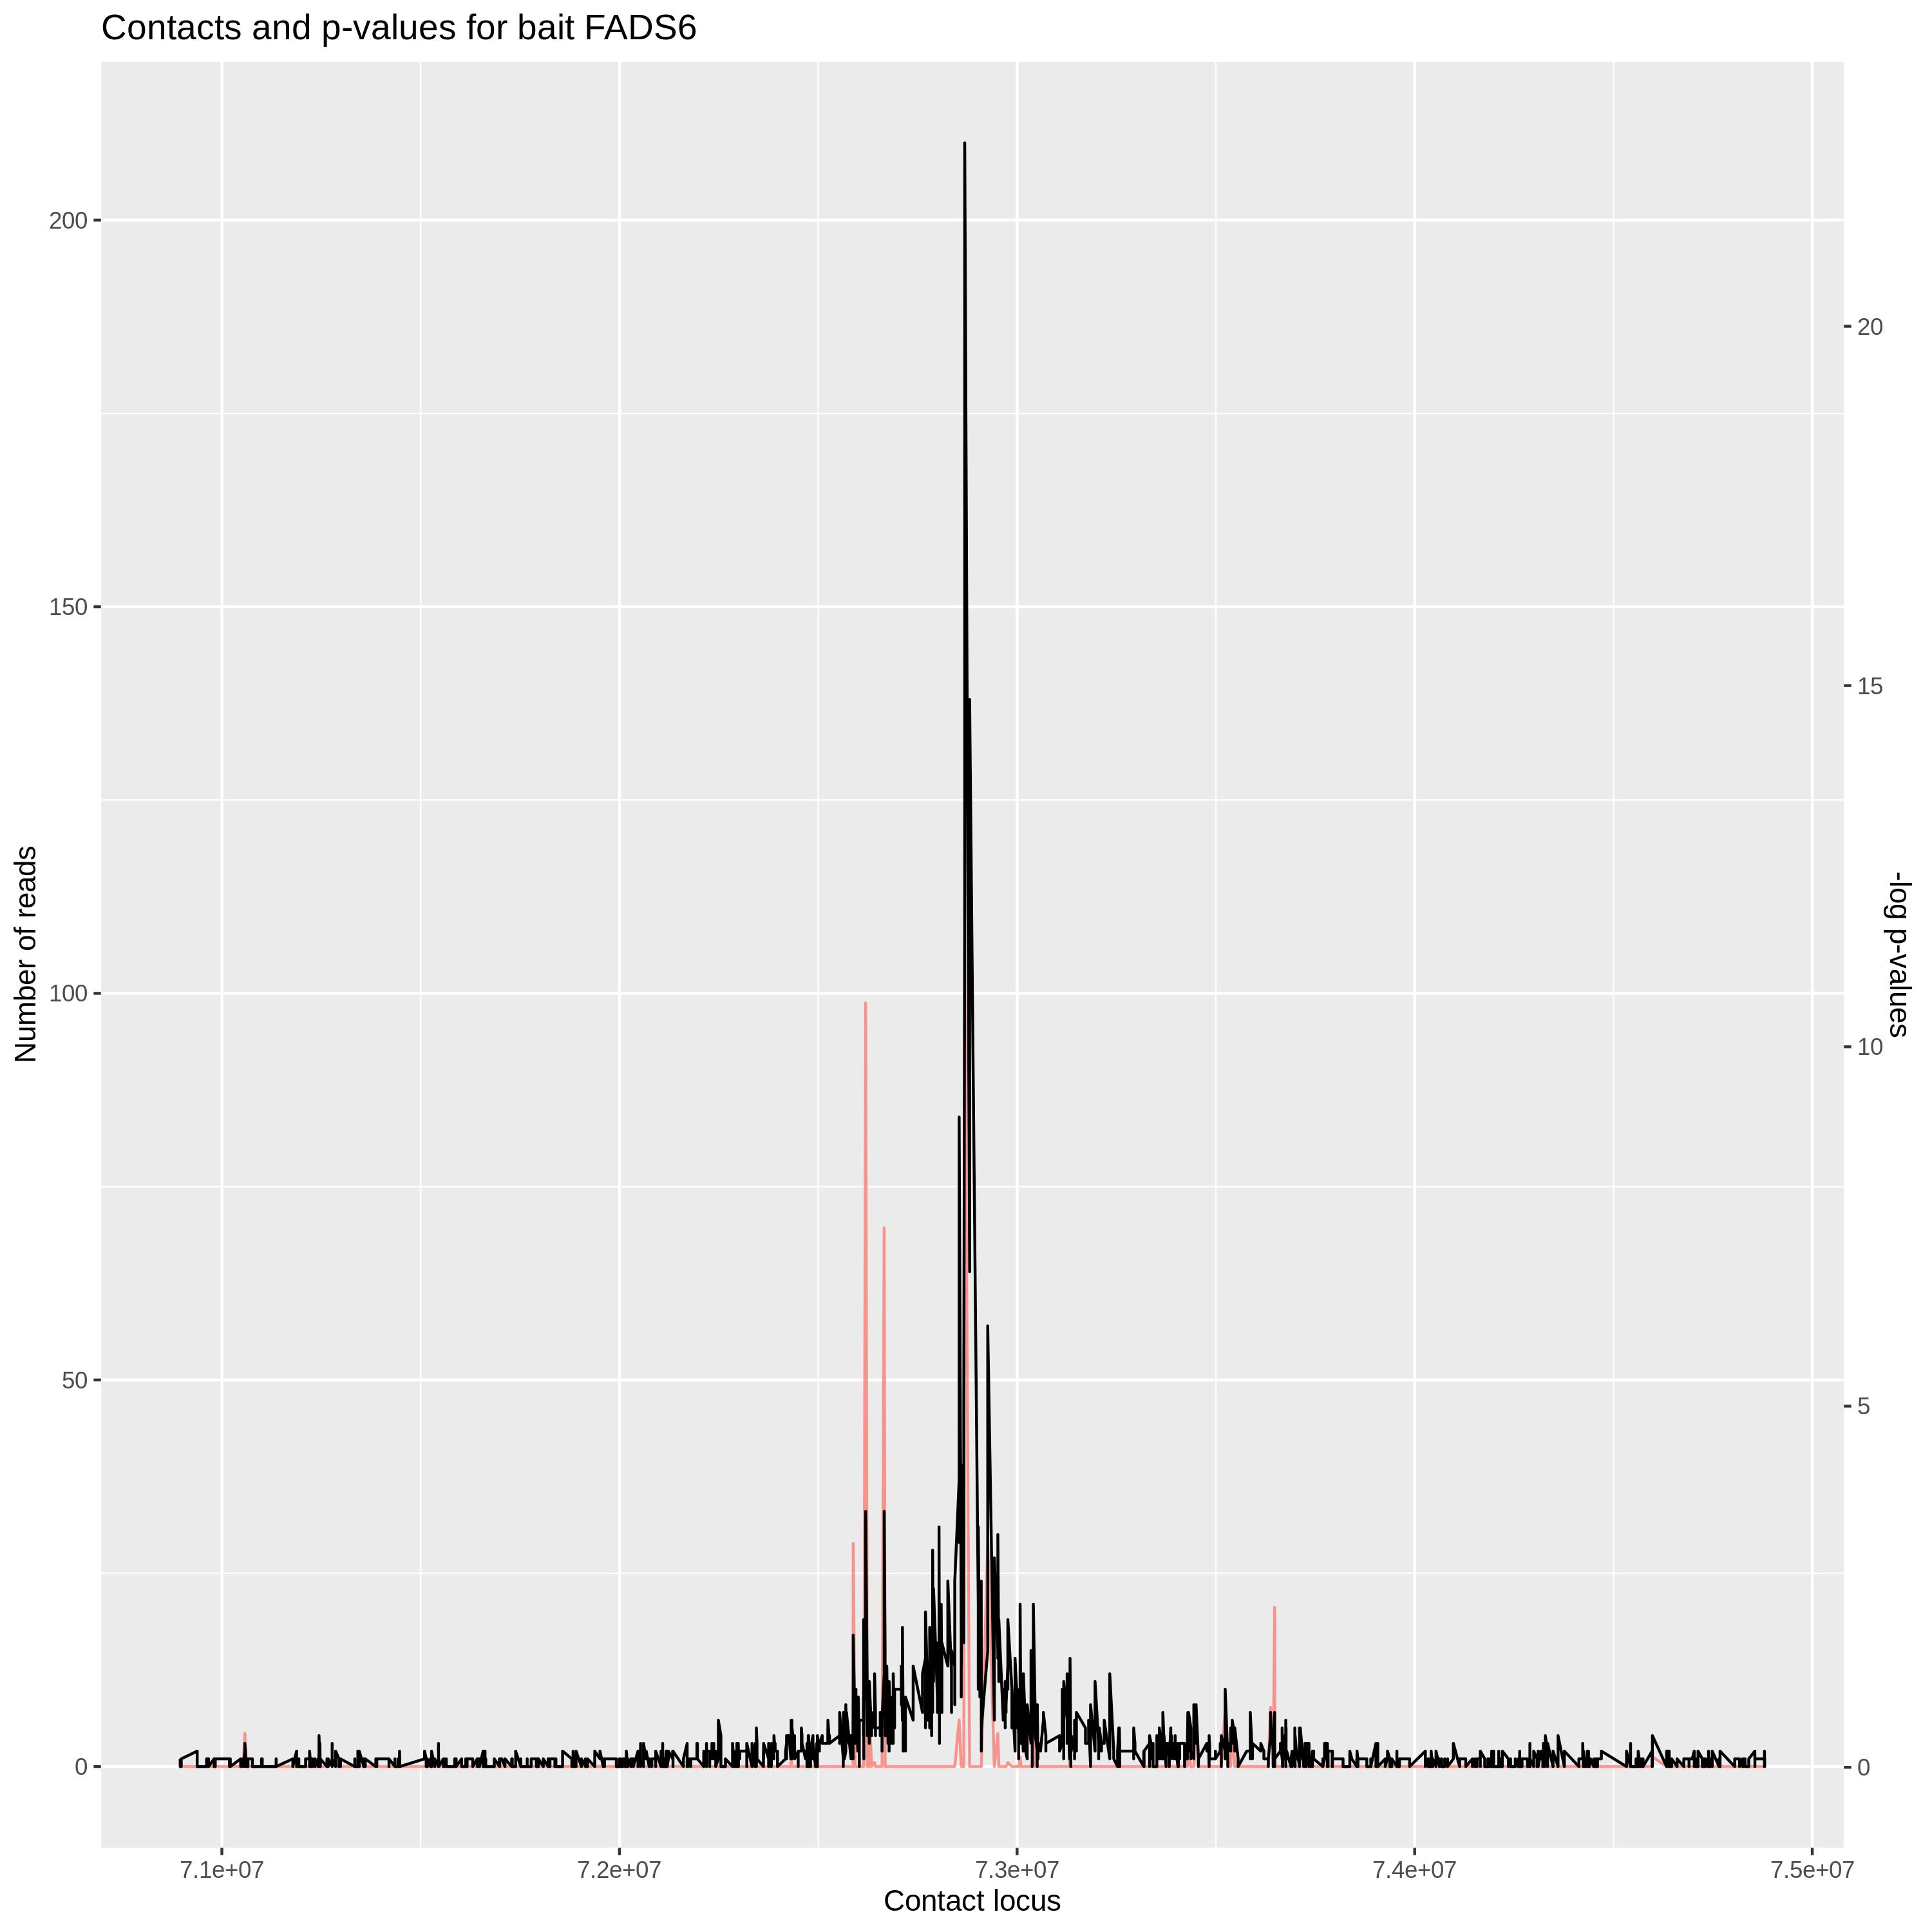 Contacts and p-values for bait FADS6
Number of reads
200
150
100
50
0
20
15
10
5
0
-log p-values
7.1e+07
7.2e+07
7.3e+07
7.4e+07
7.5e+07
Contact locus